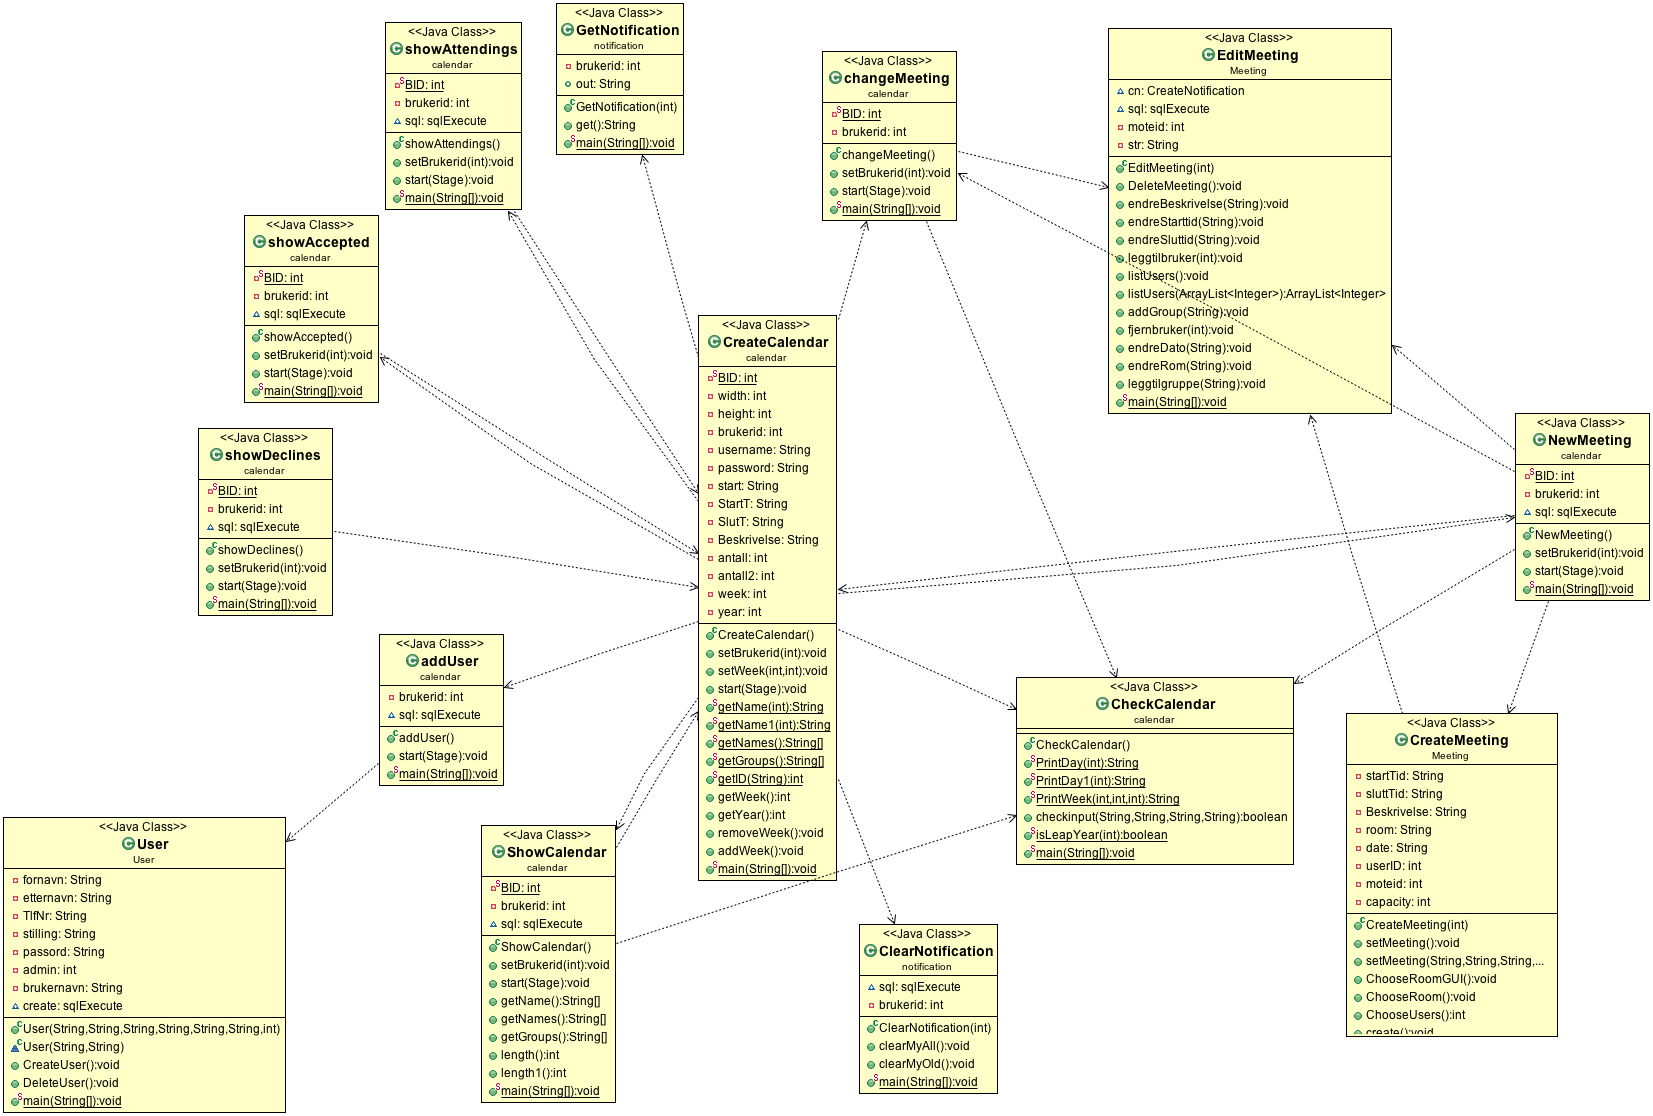 <<Java Class>>
showAttendings
calendar
BID: int
brukerid: int
sql: sqlExecute
showAttendings()
setBrukerid(int):void
start(Stage):void
main(String[]):void
<<Java Class>>
GetNotification
notification
brukerid: int
out: String
GetNotification(int)
get():String
main(String[]):void
<<Java Class>>
changeMeeting
calendar
BID: int
brukerid: int
changeMeeting()
setBrukerid(int):void
start(Stage):void
main(String[]):void
<<Java Class>>
EditMeeting
Meeting
cn: CreateNotification
sql: sqlExecute
moteid: int
str: String
EditMeeting(int)
DeleteMeeting():void
endreBeskrivelse(String):void
endreStarttid(String):void
endreSluttid(String):void
leggtilbruker(int):void
listUsers():void
listUsers(ArrayList<Integer>):ArrayList<Integer>
addGroup(String):void
fjernbruker(int):void
endreDato(String):void
endreRom(String):void
leggtilgruppe(String):void
main(String[]):void
<<Java Class>>
showAccepted
calendar
BID: int
brukerid: int
sql: sqlExecute
showAccepted()
setBrukerid(int):void
start(Stage):void
main(String[]):void
<<Java Class>>
CreateCalendar
calendar
BID: int
width: int
height: int
brukerid: int
username: String
password: String
start: String
StartT: String
SlutT: String
Beskrivelse: String
antall: int
antall2: int
week: int
year: int
CreateCalendar()
setBrukerid(int):void
setWeek(int,int):void
start(Stage):void
getName(int):String
getName1(int):String
getNames():String[]
getGroups():String[]
getID(String):int
getWeek():int
getYear():int
removeWeek():void
addWeek():void
main(String[]):void
<<Java Class>>
NewMeeting
calendar
BID: int
brukerid: int
sql: sqlExecute
NewMeeting()
setBrukerid(int):void
start(Stage):void
main(String[]):void
<<Java Class>>
showDeclines
calendar
BID: int
brukerid: int
sql: sqlExecute
showDeclines()
setBrukerid(int):void
start(Stage):void
main(String[]):void
<<Java Class>>
addUser
calendar
brukerid: int
sql: sqlExecute
addUser()
start(Stage):void
main(String[]):void
<<Java Class>>
CheckCalendar
calendar
CheckCalendar()
PrintDay(int):String
PrintDay1(int):String
PrintWeek(int,int,int):String
checkinput(String,String,String,String):boolean
isLeapYear(int):boolean
main(String[]):void
<<Java Class>>
CreateMeeting
Meeting
startTid: String
sluttTid: String
Beskrivelse: String
room: String
date: String
userID: int
moteid: int
capacity: int
CreateMeeting(int)
setMeeting():void
setMeeting(String,String,String,...
ChooseRoomGUI():void
ChooseRoom():void
ChooseUsers():int
create():void
<<Java Class>>
User
User
fornavn: String
etternavn: String
TlfNr: String
stilling: String
passord: String
admin: int
brukernavn: String
create: sqlExecute
User(String,String,String,String,String,String,int)
User(String,String)
CreateUser():void
DeleteUser():void
main(String[]):void
<<Java Class>>
ShowCalendar
calendar
BID: int
brukerid: int
sql: sqlExecute
ShowCalendar()
setBrukerid(int):void
start(Stage):void
getName():String[]
getNames():String[]
getGroups():String[]
length():int
length1():int
main(String[]):void
<<Java Class>>
ClearNotification
notification
sql: sqlExecute
brukerid: int
ClearNotification(int)
clearMyAll():void
clearMyOld():void
main(String[]):void